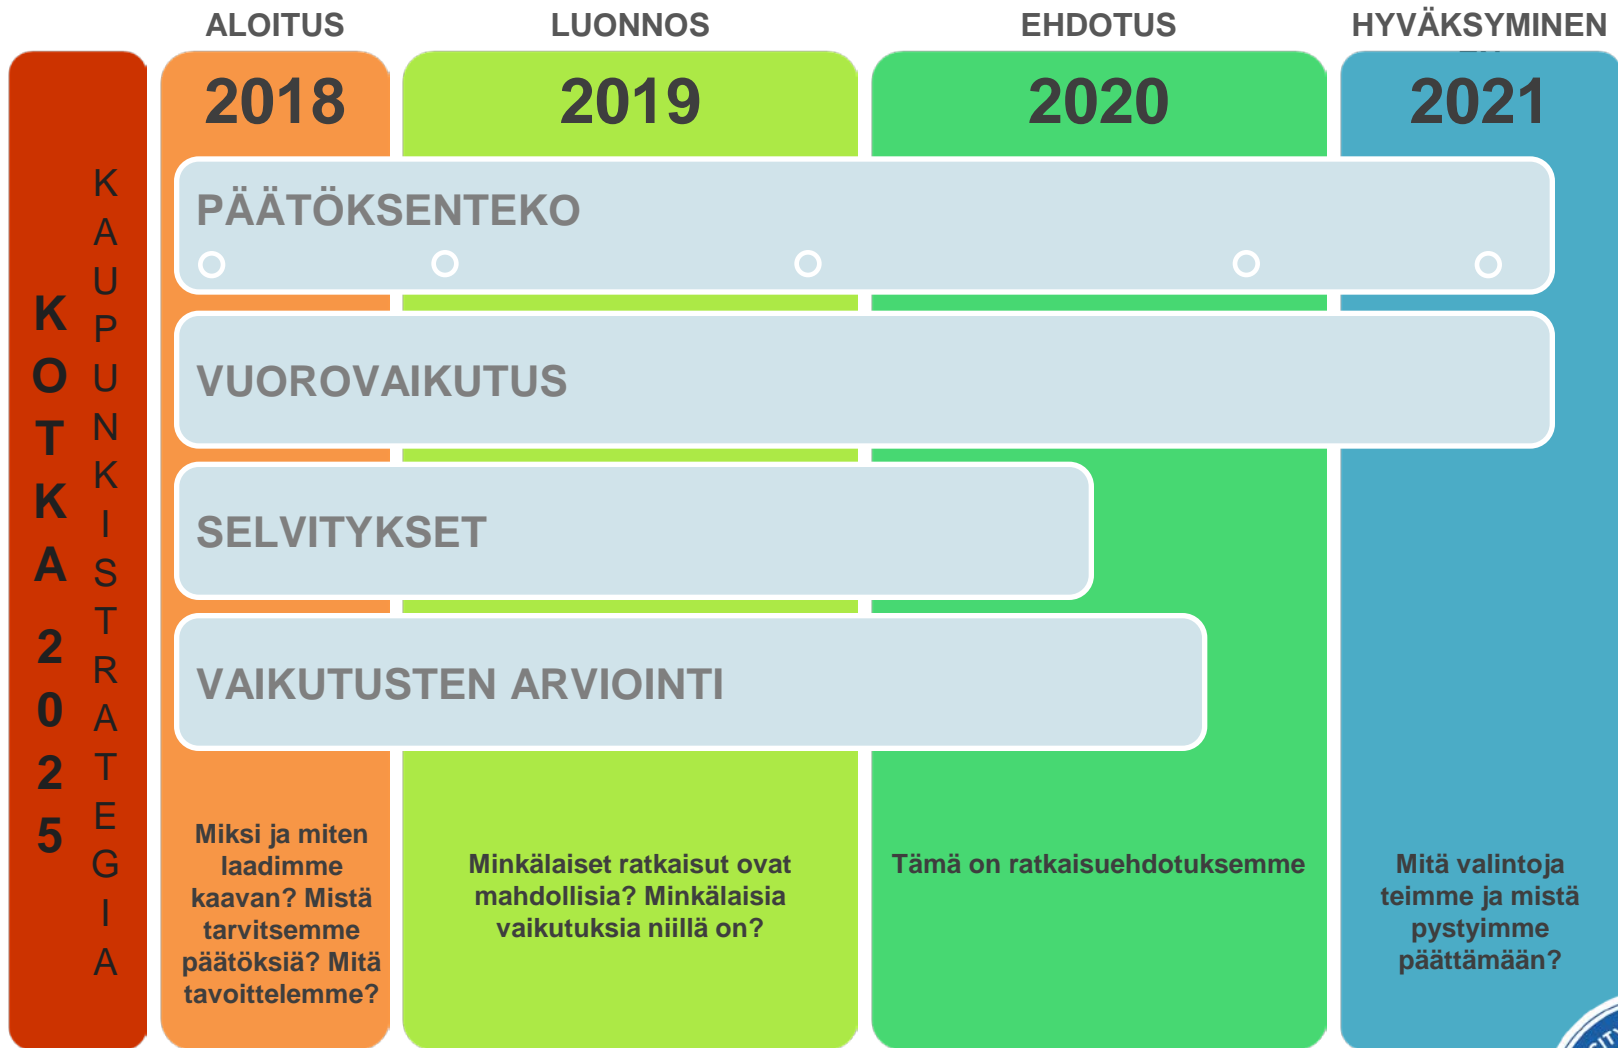 ALOITUS
LUONNOS
EHDOTUS
HYVÄKSYMINEN
2018
2019
2020
2021
KOTKA 2025
KAUPUNKISTRATEGIA
PÄÄTÖKSENTEKO
VUOROVAIKUTUS
SELVITYKSET
VAIKUTUSTEN ARVIOINTI
Miksi ja miten
laadimme
kaavan? Mistä
tarvitsemme
päätöksiä? Mitä
tavoittelemme?
Minkälaiset ratkaisut ovat
mahdollisia? Minkälaisia
vaikutuksia niillä on?
Tämä on ratkaisuehdotuksemme
Mitä valintoja
teimme ja mistä
pystyimme
päättämään?